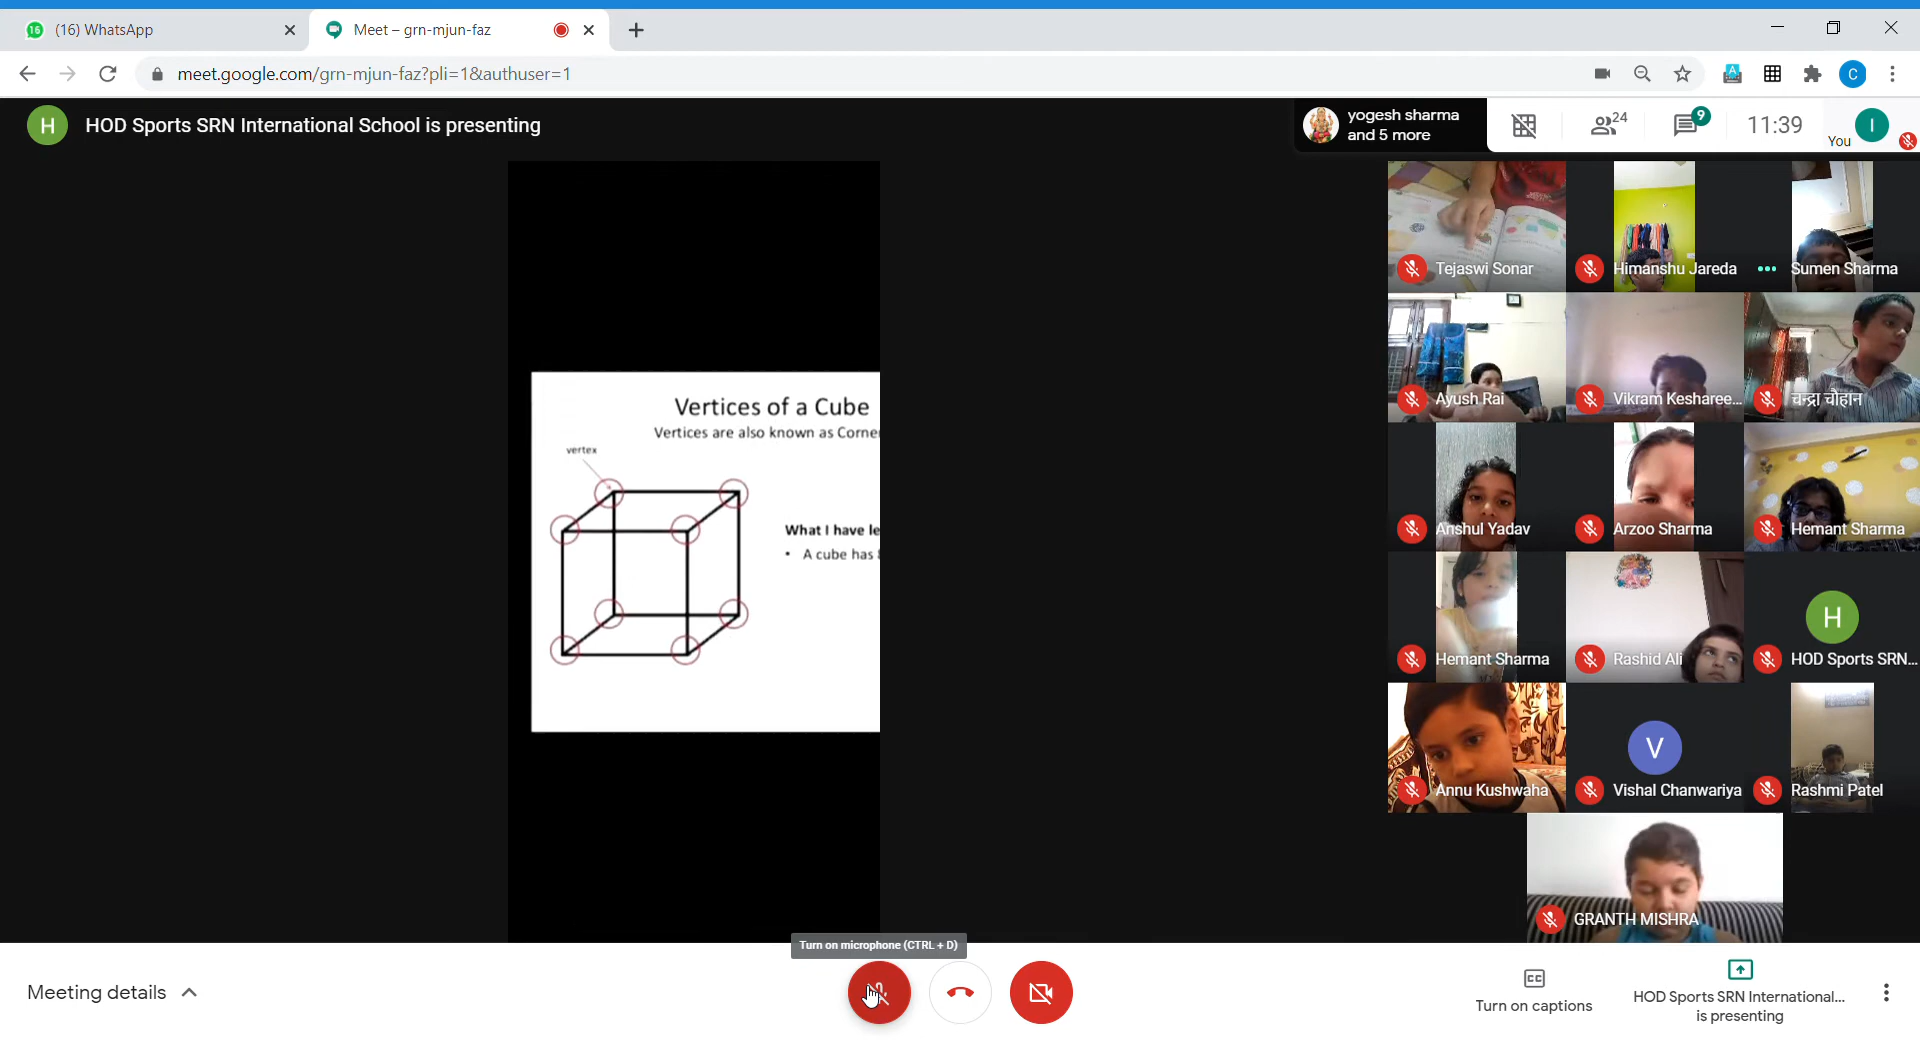 16 (16) WhatsApp
Meet – grn-mjun-faz
meet.google.com/grn-mjun-faz?pli=1&authuser=1
A
C
H HOD Sports SRN International School is presenting
yogesh sharma
and 5 more
24
9
11:39
You
I
Tejaswi Sonar
Himanshu Jareda
Sumen Sharma
Ayush Rai
Vikram Kesharee...
चन्द्रा चौहान
Anshul Yadav
Arzoo Sharma
Hemant Sharma
Hemant Sharma
Rashid Ali
H
HOD Sports SRN...
Annu Kushwaha
V
Vishal Chanwariya
Rashmi Patel
GRANTH MISHRA
Vertices of a Cube
Vertices are also known as Corne
vertex
What I have le
A cube has
Turn on microphone (CTRL + D)
Meeting details
CC
Turn on captions
HOD Sports SRN International...
is presenting